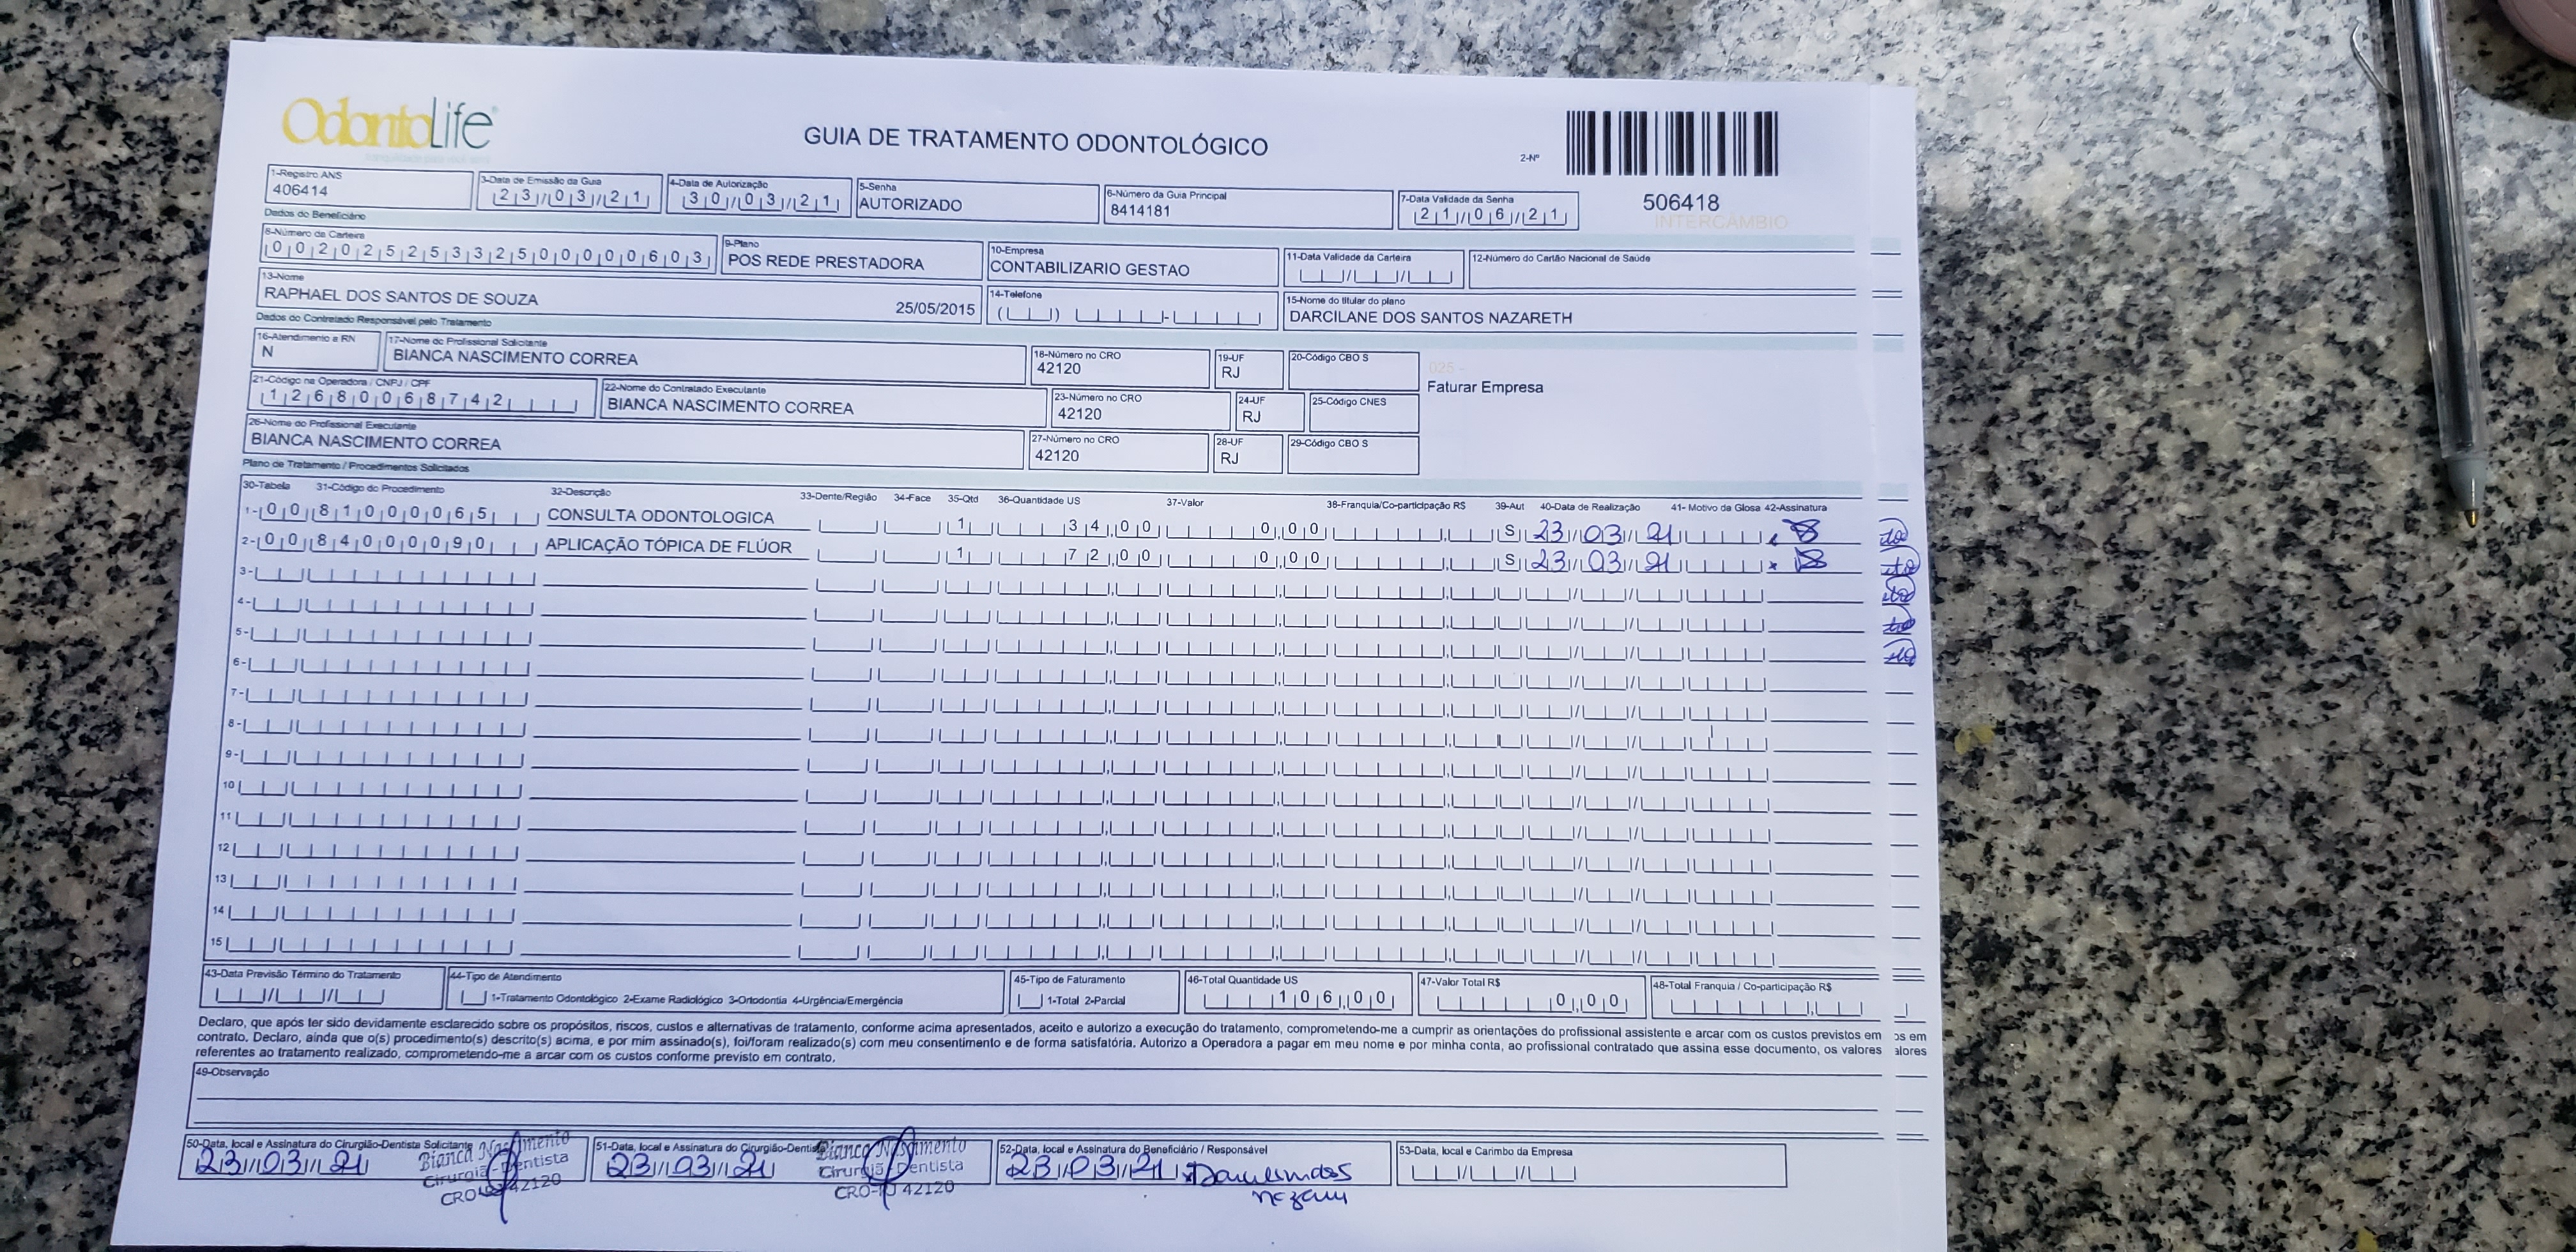 OdontoLife
GUIA DE TRATAMENTO ODONTOLÓGICO
2-Nº
506418
INTERCÂMBIO
1-Registro ANS
406414
3-Data de Emissão da Guia
23/03/21
4-Data de Autorização
30/03/21
5-Senha
AUTORIZADO
6-Número da Guia Principal
8414181
7-Data Validade da Senha
21/06/21
Dados do Beneficiário
8-Número da Carteira
00202525332500000603
9-Plano
POS REDE PRESTADORA
10-Empresa
CONTABILIZARIO GESTAO
11-Data Validade da Carteira
12-Número do Cartão Nacional de Saúde
13-Nome
RAPHAEL DOS SANTOS DE SOUZA 25/05/2015
14-Telefone
15-Nome do titular do plano
DARCILANE DOS SANTOS NAZARETH
Dados do Contratado Responsável pelo Tratamento
16-Atendimento a RN
N
17-Nome do Profissional Solicitante
BIANCA NASCIMENTO CORREA
18-Número no CRO
42120
19-UF
RJ
20-Código CBO S
025 -
Faturar Empresa
21-Código na Operadora / CNPJ / CPF
12680068742
22-Nome do Contratado Executante
BIANCA NASCIMENTO CORREA
23-Número no CRO
42120
24-UF
RJ
25-Código CNES
26-Nome do Profissional Executante
BIANCA NASCIMENTO CORREA
27-Número no CRO
42120
28-UF
RJ
29-Código CBO S
Plano de Tratamento / Procedimentos Solicitados
30-Tabela 31-Código do Procedimento 32-Descrição 33-Dente/Região 34-Face 35-Qtd 36-Quantidade US 37-Valor 38-Franquia/Co-participação R$ 39-Aut 40-Data de Realização 41- Motivo da Glosa 42-Assinatura
1- 00 81000065 CONSULTA ODONTOLOGICA 1 34,00 0,00 S 23/03/21
2- 00 84000090 APLICAÇÃO TÓPICA DE FLÚOR 1 72,00 0,00 S 23/03/21
3-
4-
5-
6-
7-
8-
9-
10
11
12
13
14
15
43-Data Previsão Término do Tratamento
44-Tipo de Atendimento
1-Tratamento Odontológico 2-Exame Radiológico 3-Ortodontia 4-Urgência/Emergência
45-Tipo de Faturamento
1-Total 2-Parcial
46-Total Quantidade US
106,00
47-Valor Total R$
0,00
48-Total Franquia / Co-participação R$
Declaro, que após ter sido devidamente esclarecido sobre os propósitos, riscos, custos e alternativas de tratamento, conforme acima apresentados, aceito e autorizo a execução do tratamento, comprometendo-me a cumprir as orientações do profissional assistente e arcar com os custos previstos em
contrato. Declaro, ainda que o(s) procedimento(s) descrito(s) acima, e por mim assinado(s), foi/foram realizado(s) com meu consentimento e de forma satisfatória. Autorizo a Operadora a pagar em meu nome e por minha conta, ao profissional contratado que assina esse documento, os valores
referentes ao tratamento realizado, comprometendo-me a arcar com os custos conforme previsto em contrato.
os em
alores
49-Observação
50-Data, local e Assinatura do Cirurgião-Dentista Solicitante
23/03/21
Bianca Nascimento
Cirurgiã-Dentista
CRO-RJ 42120
51-Data, local e Assinatura do Cirurgião-Dentista
23/03/21
Bianca Nascimento
Cirurgiã-Dentista
CRO-RJ 42120
52-Data, local e Assinatura do Beneficiário / Responsável
23/03/21
53-Data, local e Carimbo da Empresa